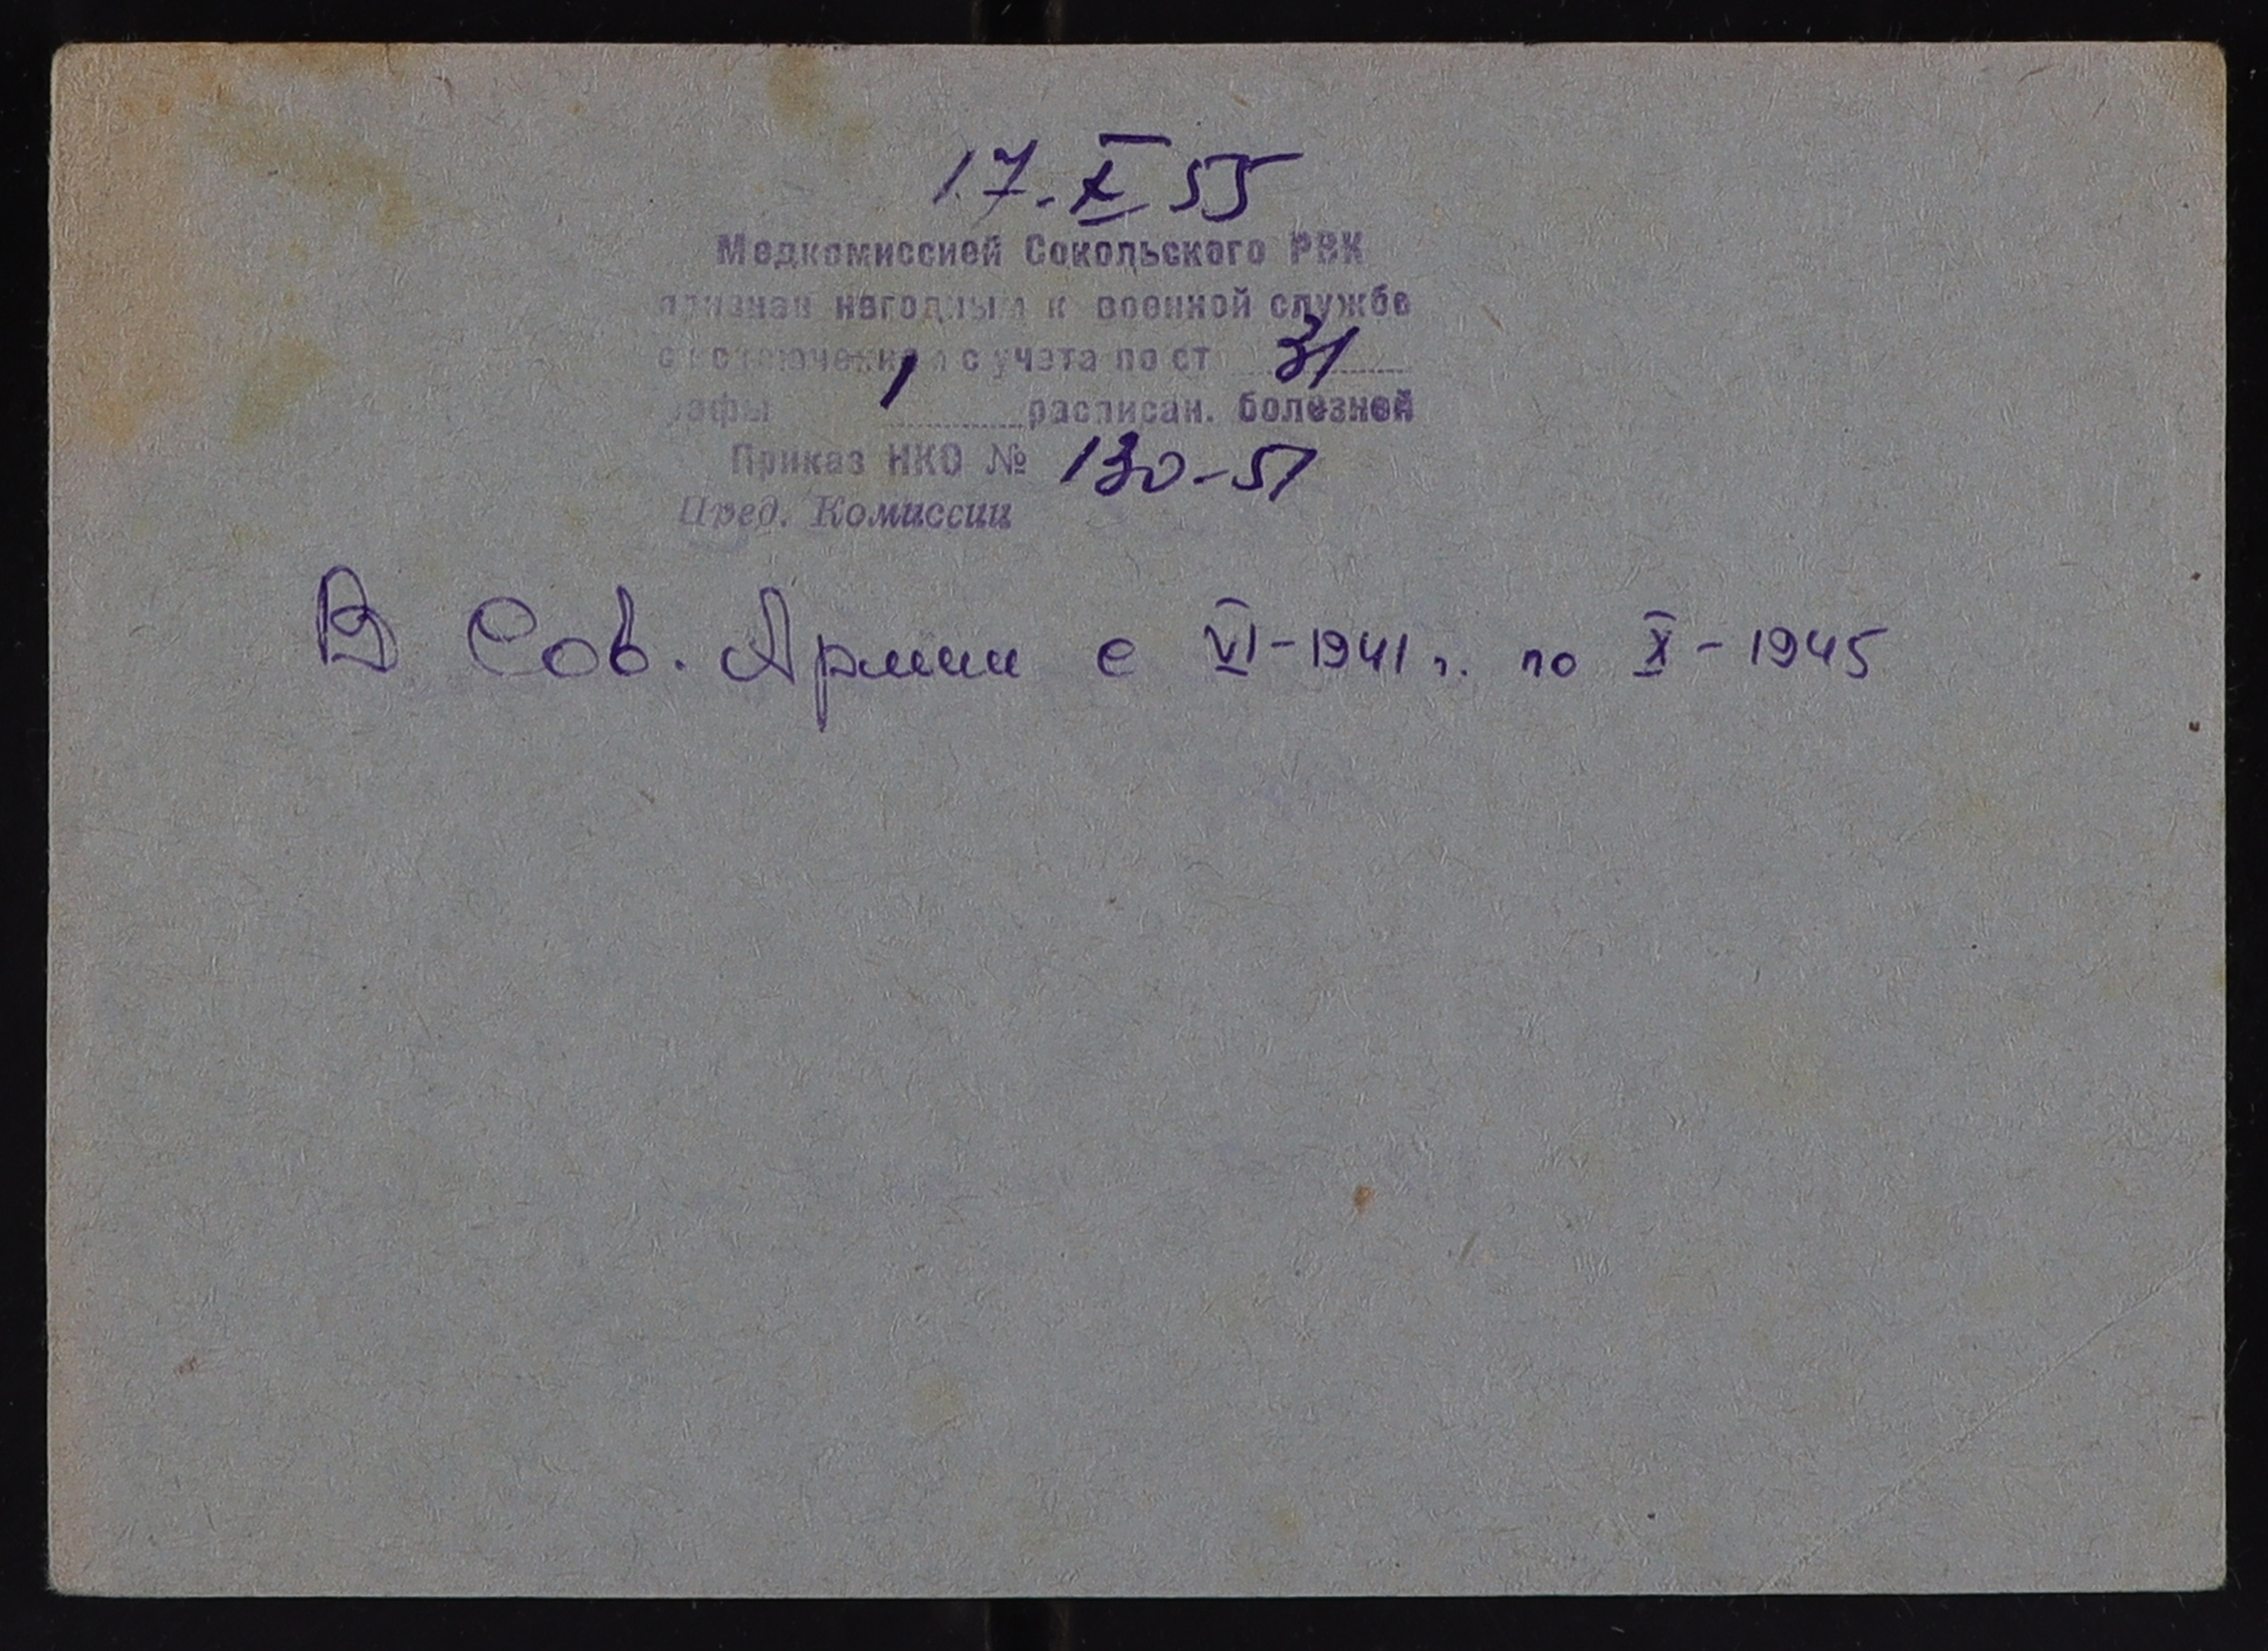 17.X 55
Медкомиссией Сокольского РВК
признан негодным к военной службе
с исключением с учета по ст 31
графы 1 расписан. болезней
Приказ НКО № 130-51
Пред. Комиссии
В Сов. Армии с VI-1941 г. по X-1945